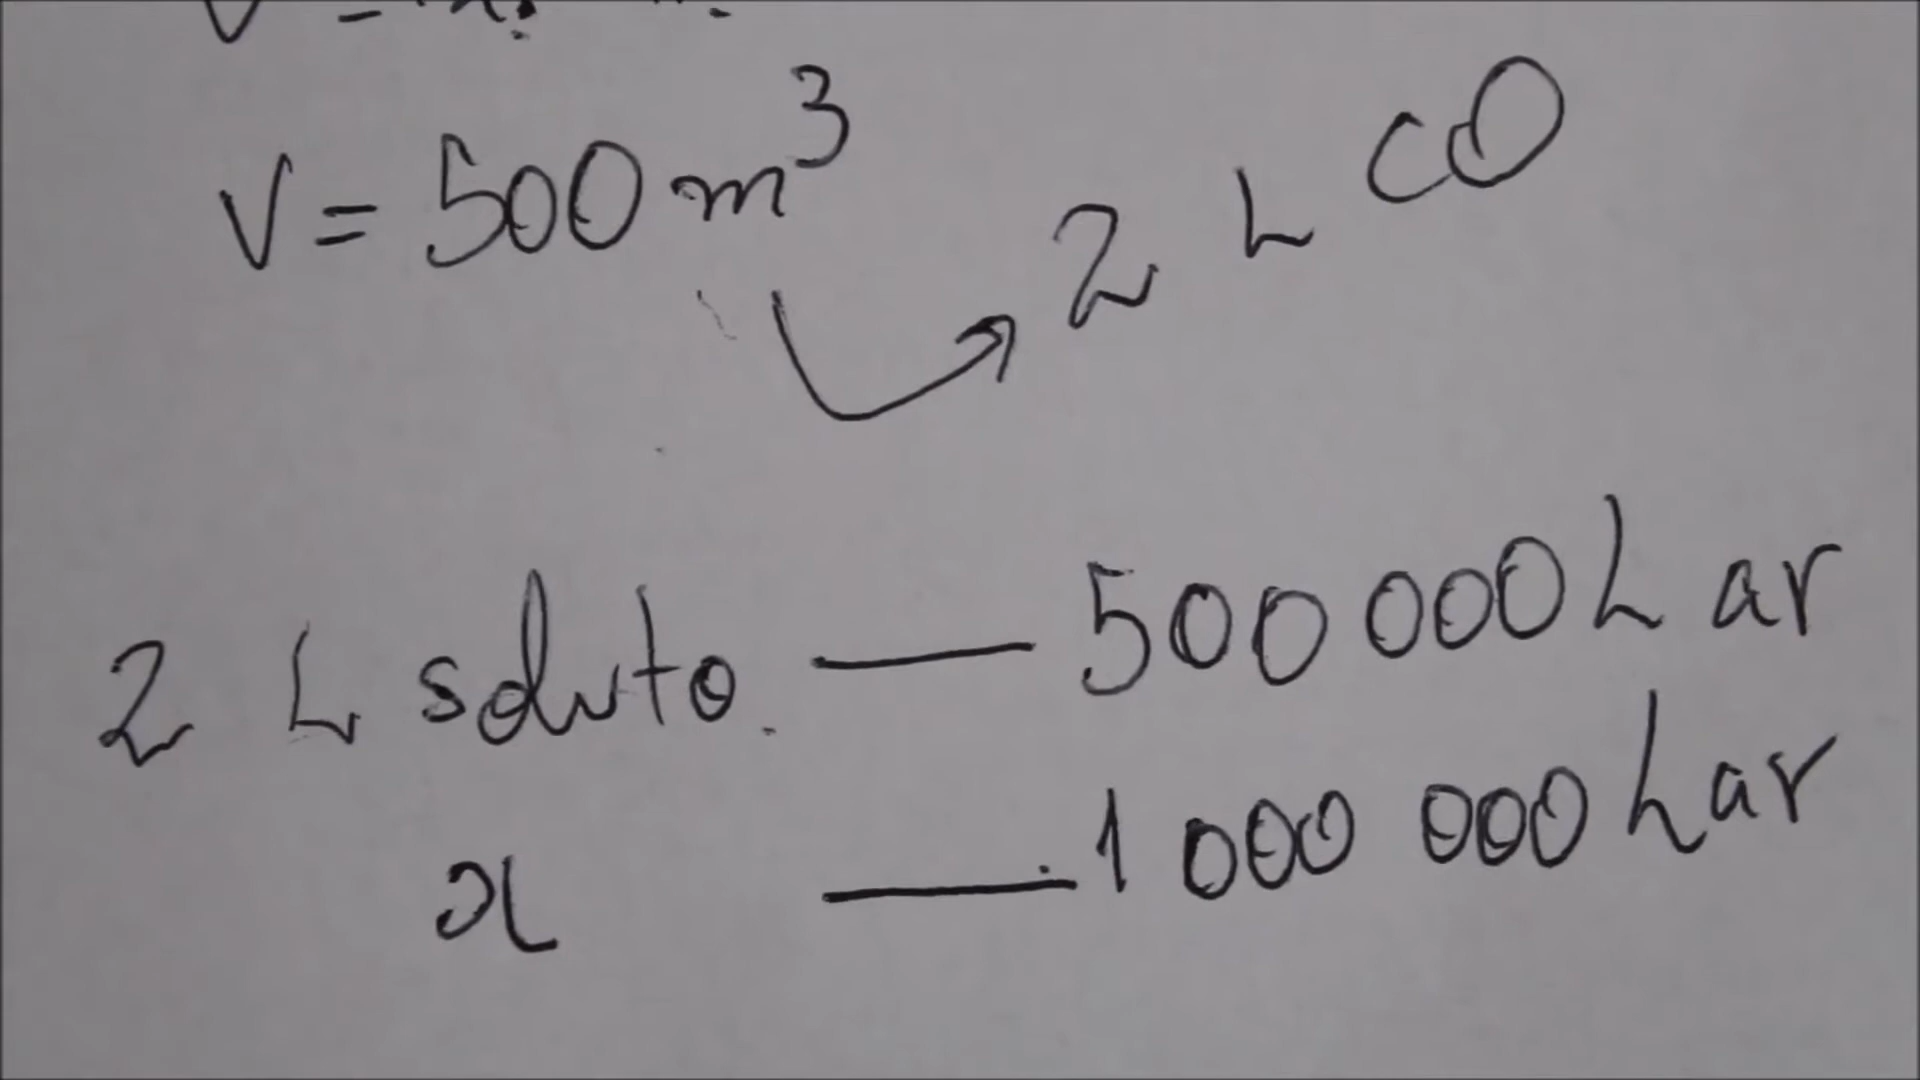 V = 500 m³
2 L CO
2 L soluto — 500 000 L ar
x — 1 000 000 L ar